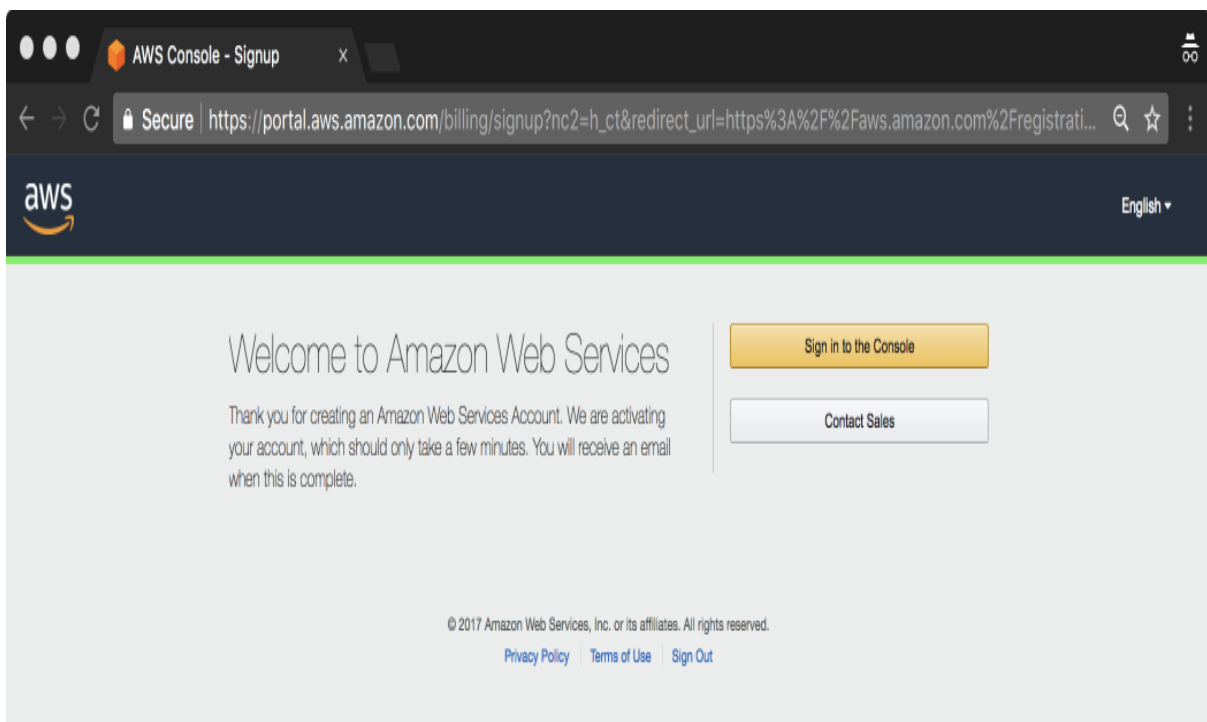 AWS Console - Signup
Secure https://portal.aws.amazon.com/billing/signup?nc2=h_ct&redirect_url=https%3A%2F%2Faws.amazon.com%2Fregistrati...
aws
English
Welcome to Amazon Web Services
Thank you for creating an Amazon Web Services Account. We are activating
your account, which should only take a few minutes. You will receive an email
when this is complete.
Sign in to the Console
Contact Sales
© 2017 Amazon Web Services, Inc. or its affiliates. All rights reserved.
Privacy Policy Terms of Use Sign Out